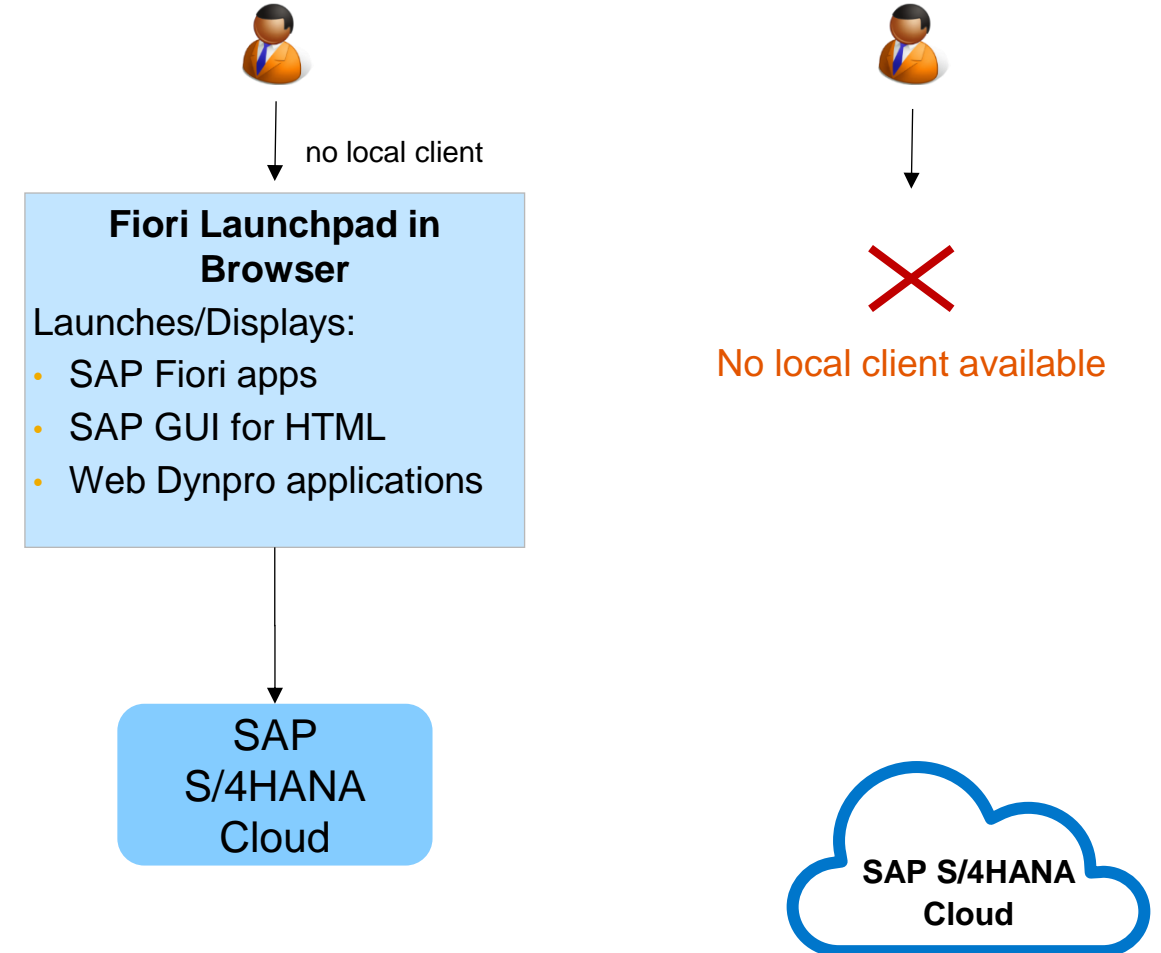 no local client
Fiori Launchpad in
Browser
Launches/Displays:
• SAP Fiori apps
• SAP GUI for HTML
• Web Dynpro applications
SAP
S/4HANA
Cloud
No local client available
SAP S/4HANA
Cloud